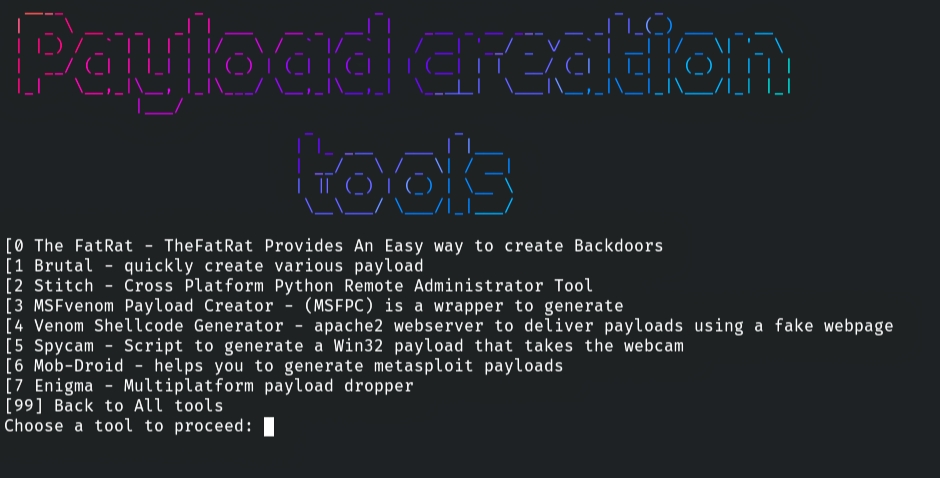 Payload creation
tools
[0 The FatRat - TheFatRat Provides An Easy way to create Backdoors
[1 Brutal - quickly create various payload
[2 Stitch - Cross Platform Python Remote Administrator Tool
[3 MSFvenom Payload Creator - (MSFPC) is a wrapper to generate
[4 Venom Shellcode Generator - apache2 webserver to deliver payloads using a fake webpage
[5 Spycam - Script to generate a Win32 payload that takes the webcam
[6 Mob-Droid - helps you to generate metasploit payloads
[7 Enigma - Multiplatform payload dropper
[99] Back to All tools
Choose a tool to proceed: